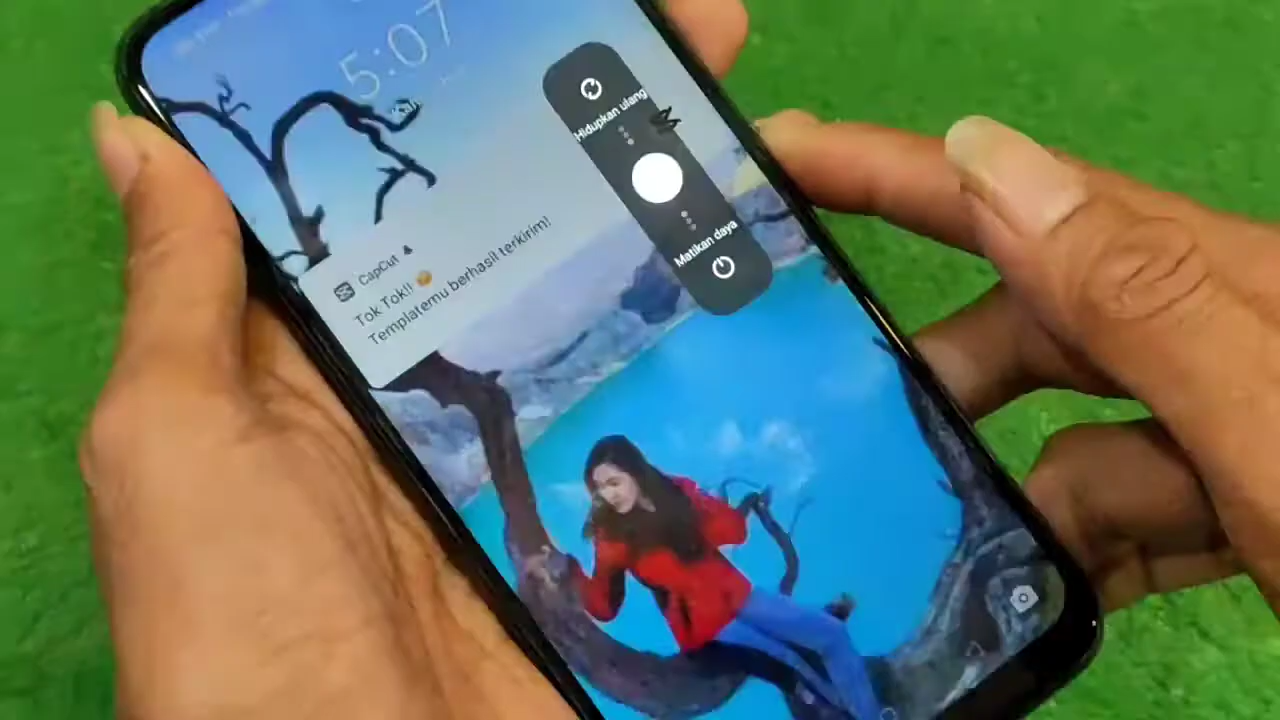 5:07
CapCut
Tok Tok!! 😉
Templatemu berhasil terkirim!
Hidupkan ulang
Matikan daya